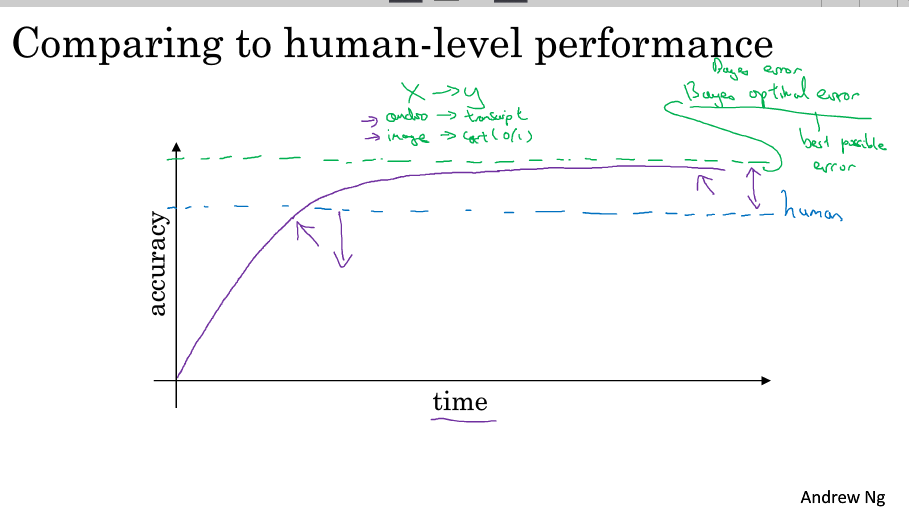 Comparing to human-level performance
Bayes error
Bayes optimal error
best possible
error
X → y
→ audio → transcript
→ image → cat (0/1)
human
accuracy
time
Andrew Ng